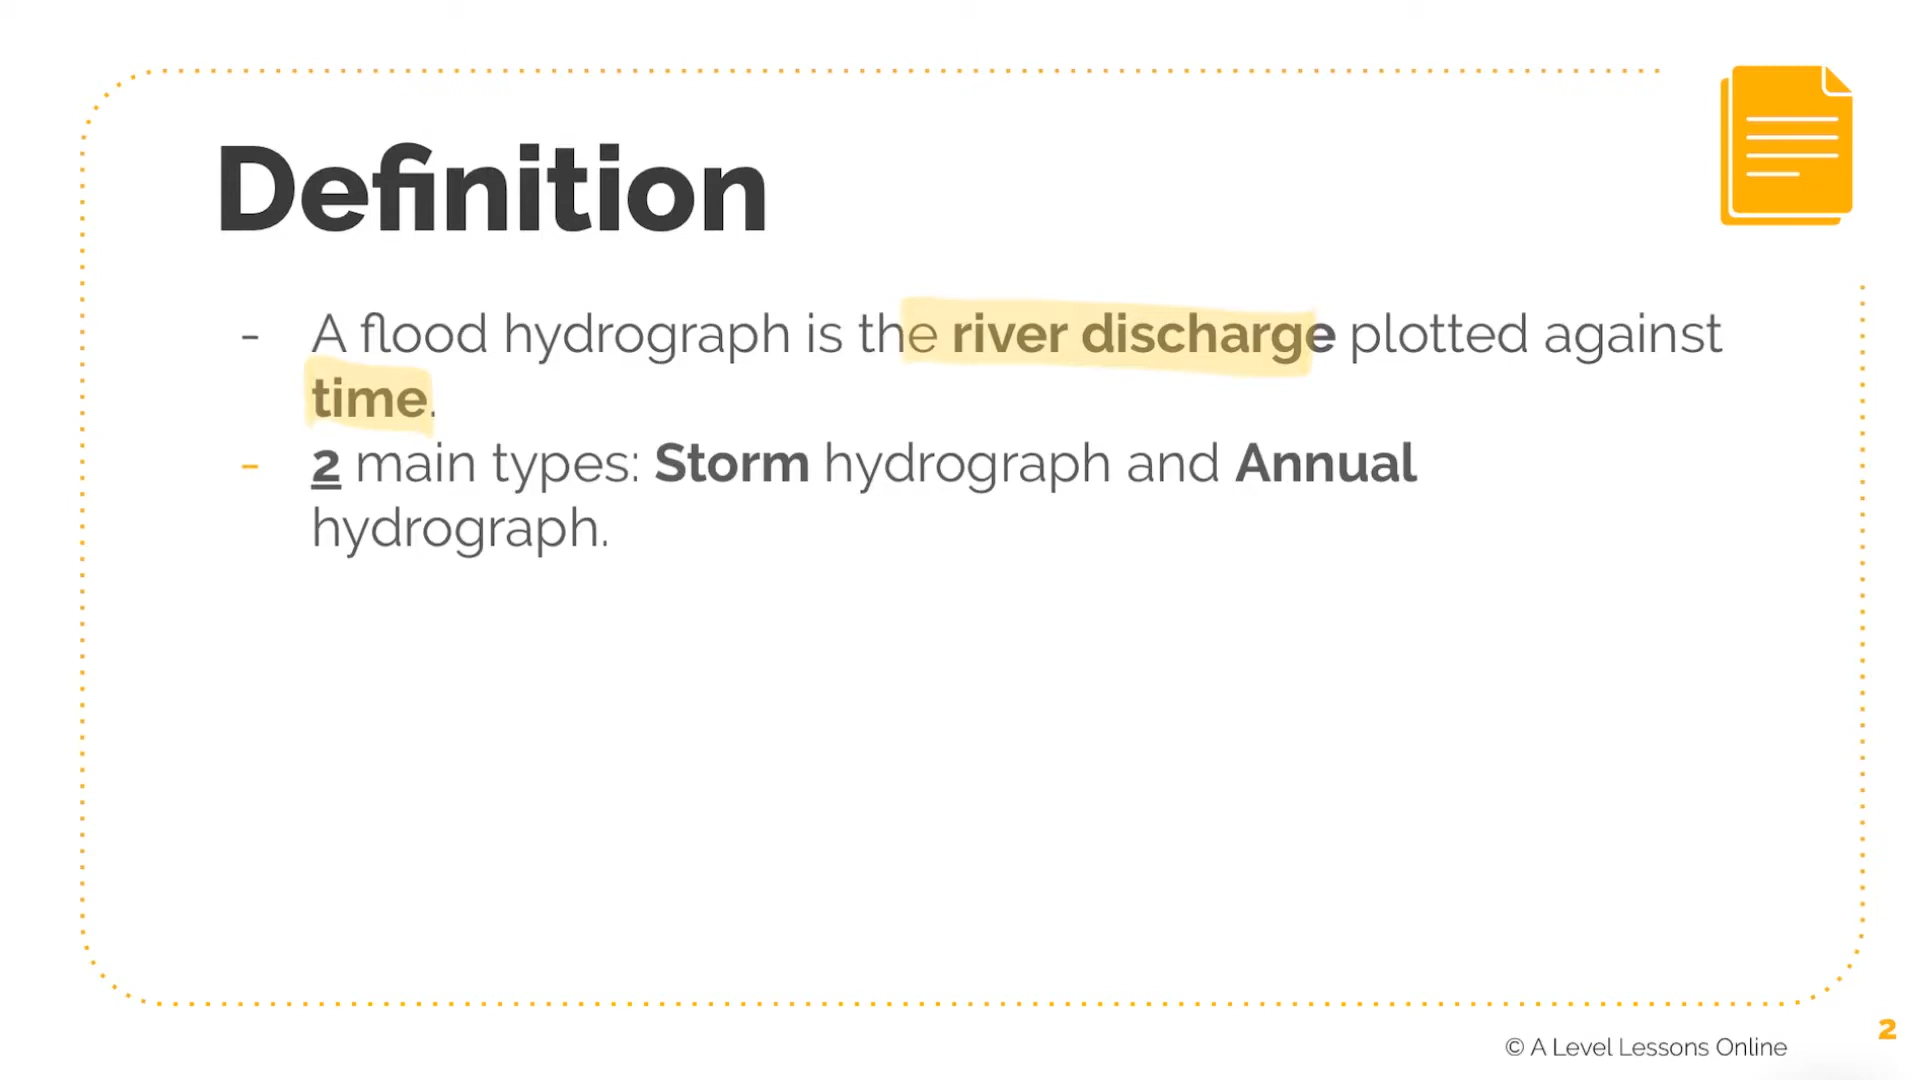 Definition
- A flood hydrograph is the river discharge plotted against
time.
- 2 main types: Storm hydrograph and Annual
hydrograph.
© A Level Lessons Online
2